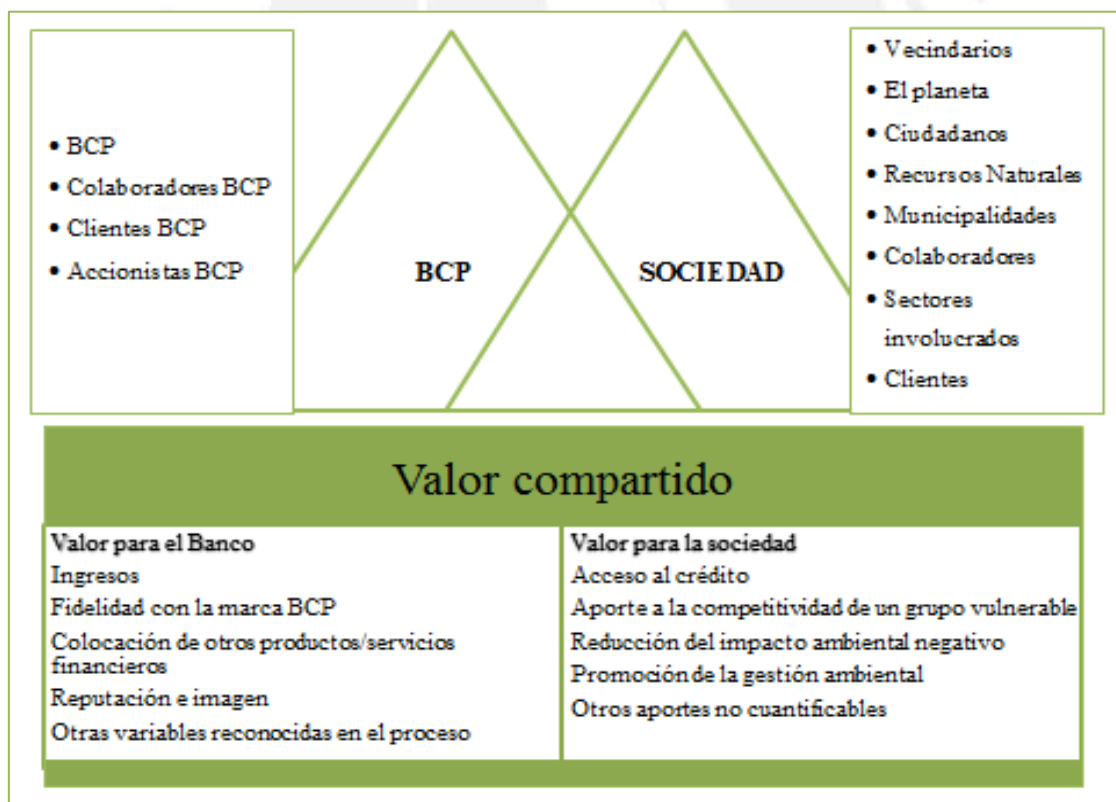 • BCP
• Colaboradores BCP
• Clientes BCP
• Accionistas BCP
BCP
SOCIEDAD
• Vecindarios
• El planeta
• Ciudadanos
• Recursos Naturales
• Municipalidades
• Colaboradores
• Sectores
involucrados
• Clientes
Valor compartido
Valor para el Banco
Ingresos
Fidelidad con la marca BCP
Colocación de otros productos/servicios
financieros
Reputación e imagen
Otras variables reconocidas en el proceso
Valor para la sociedad
Acceso al crédito
Aporte a la competitividad de un grupo vulnerable
Reducción del impacto ambiental negativo
Promoción de la gestión ambiental
Otros aportes no cuantificables